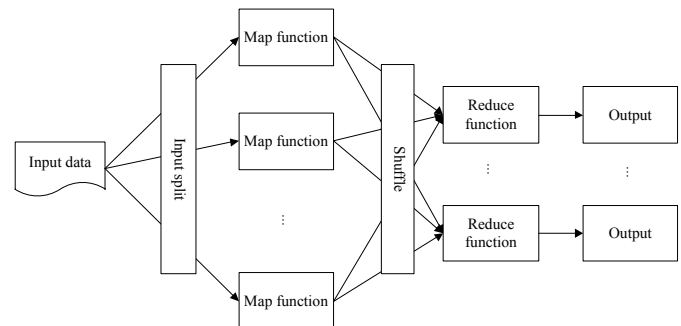 Input data
Input split
Map function
Map function
...
Map function
Shuffle
Reduce
function
...
Reduce
function
Output
...
Output